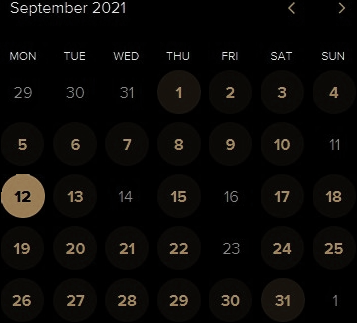 September 2021
MON TUE WED THU FRI SAT SUN
29 30 31 1 2 3 4
5 6 7 8 9 10 11
12 13 14 15 16 17 18
19 20 21 22 23 24 25
26 27 28 29 30 31 1